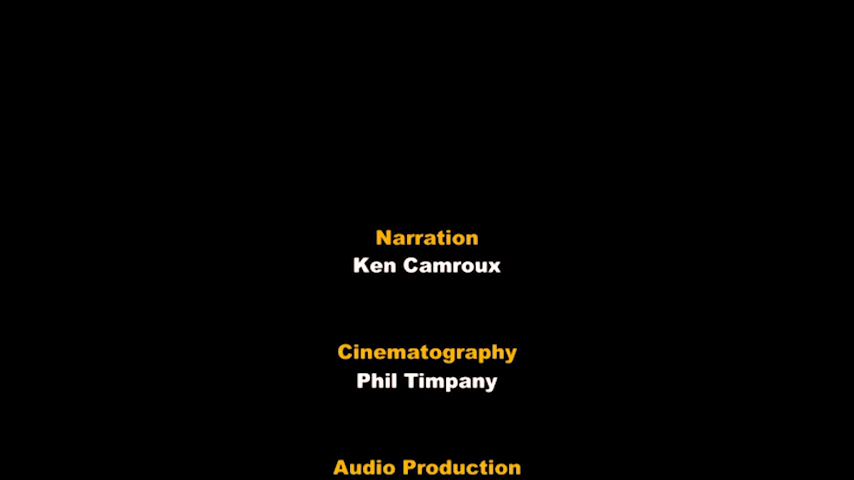 Narration
Ken Camroux
Cinematography
Phil Timpany
Audio Production